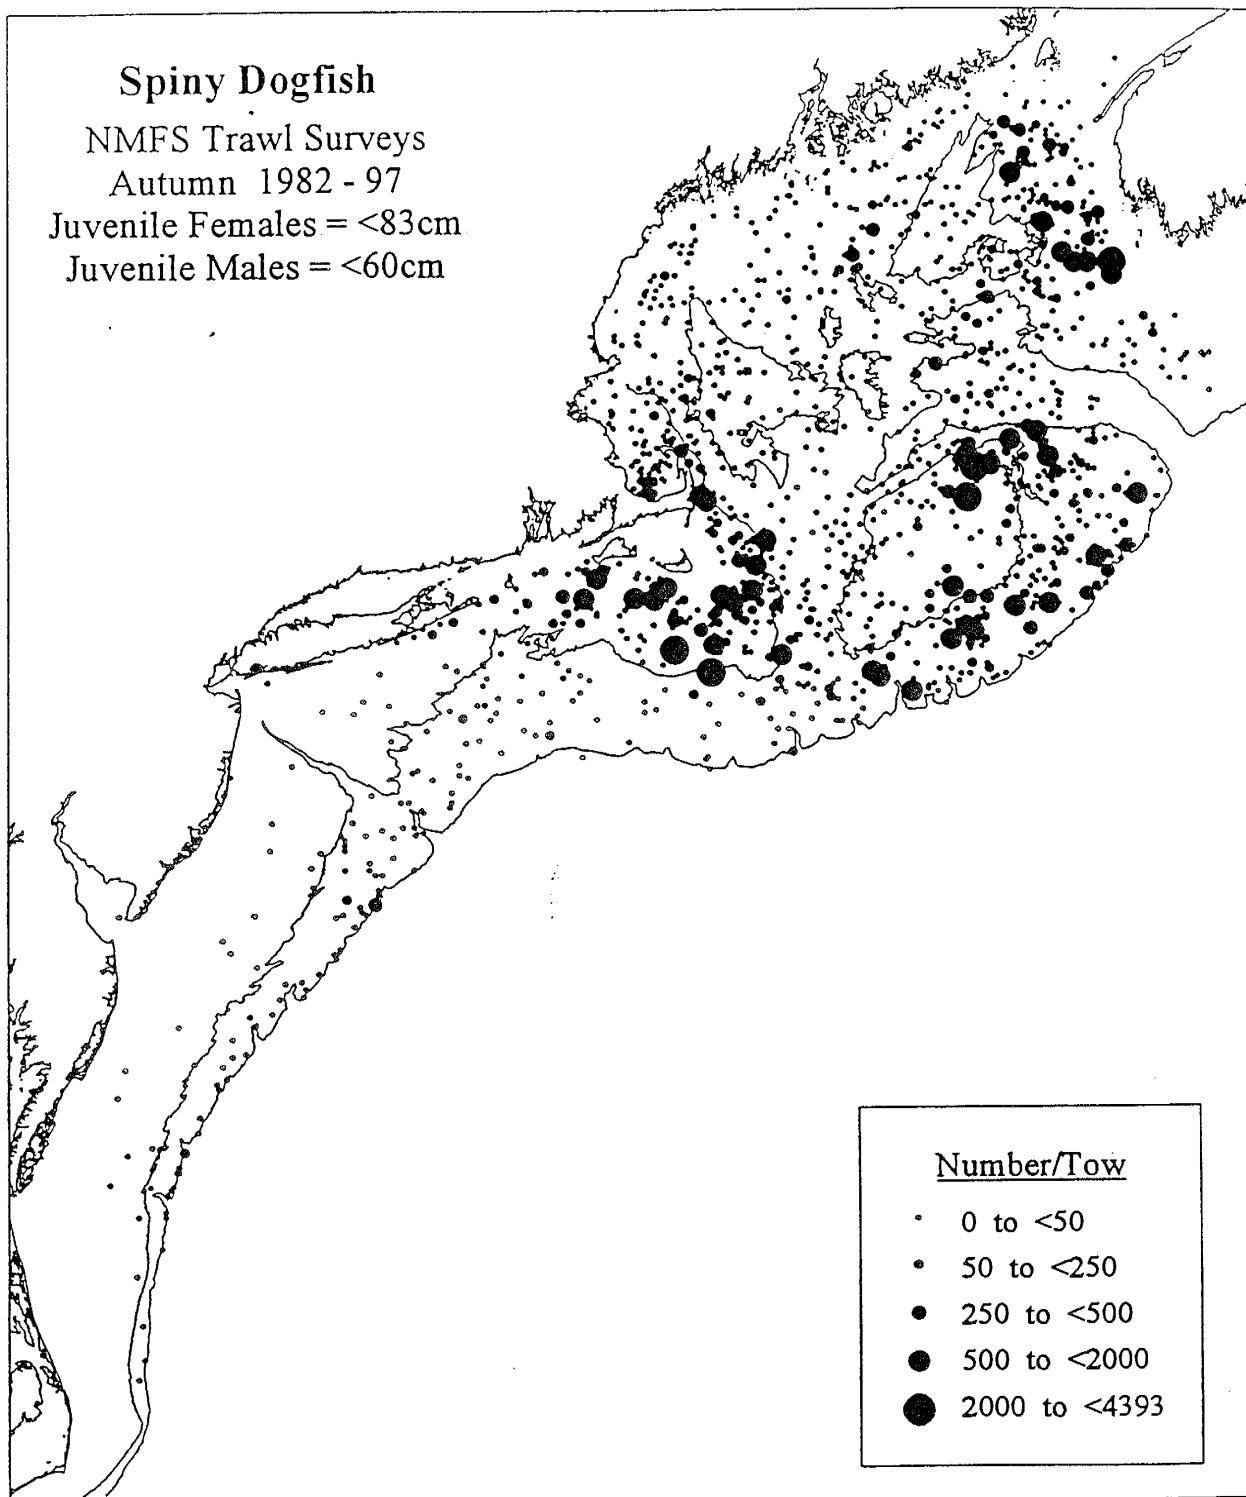 Spiny Dogfish
NMFS Trawl Surveys
Autumn 1982 - 97
Juvenile Females = <83cm
Juvenile Males = <60cm
Number/Tow
0 to <50
50 to <250
250 to <500
500 to <2000
2000 to <4393